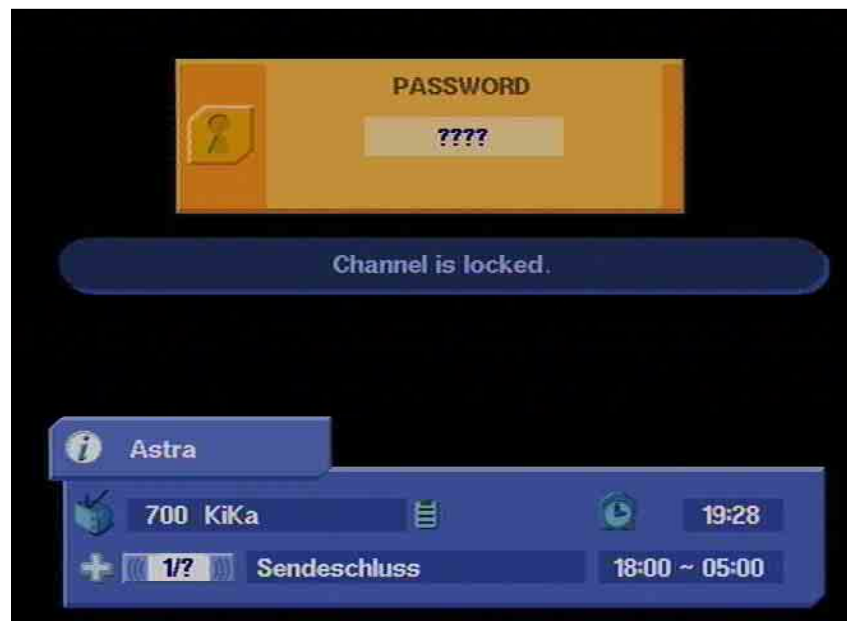 PASSWORD
????
Channel is locked.
i Astra
700 KiKa 19:28
1/? Sendeschluss 18:00 ~ 05:00